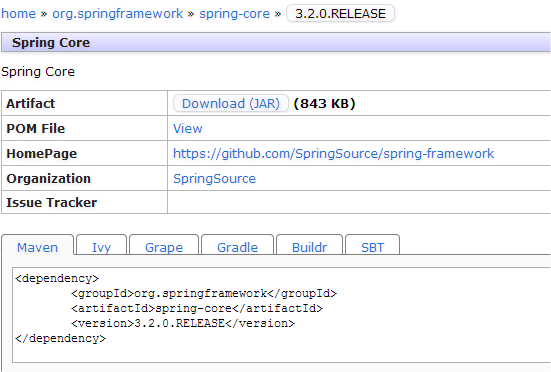 home » org.springframework » spring-core » 3.2.0.RELEASE
Spring Core
Spring Core
Artifact Download (JAR) (843 KB)
POM File View
HomePage https://github.com/SpringSource/spring-framework
Organization SpringSource
Issue Tracker
Maven Ivy Grape Gradle Buildr SBT
<dependency>
<groupId>org.springframework</groupId>
<artifactId>spring-core</artifactId>
<version>3.2.0.RELEASE</version>
</dependency>